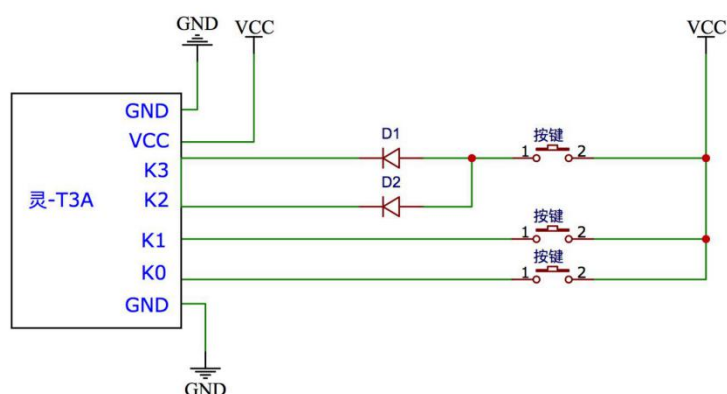 GND
VCC
VCC
GND
VCC
K3
K2
K1
K0
GND
灵-T3A
D1
D2
按键
1 2
按键
1 2
按键
1 2
GND